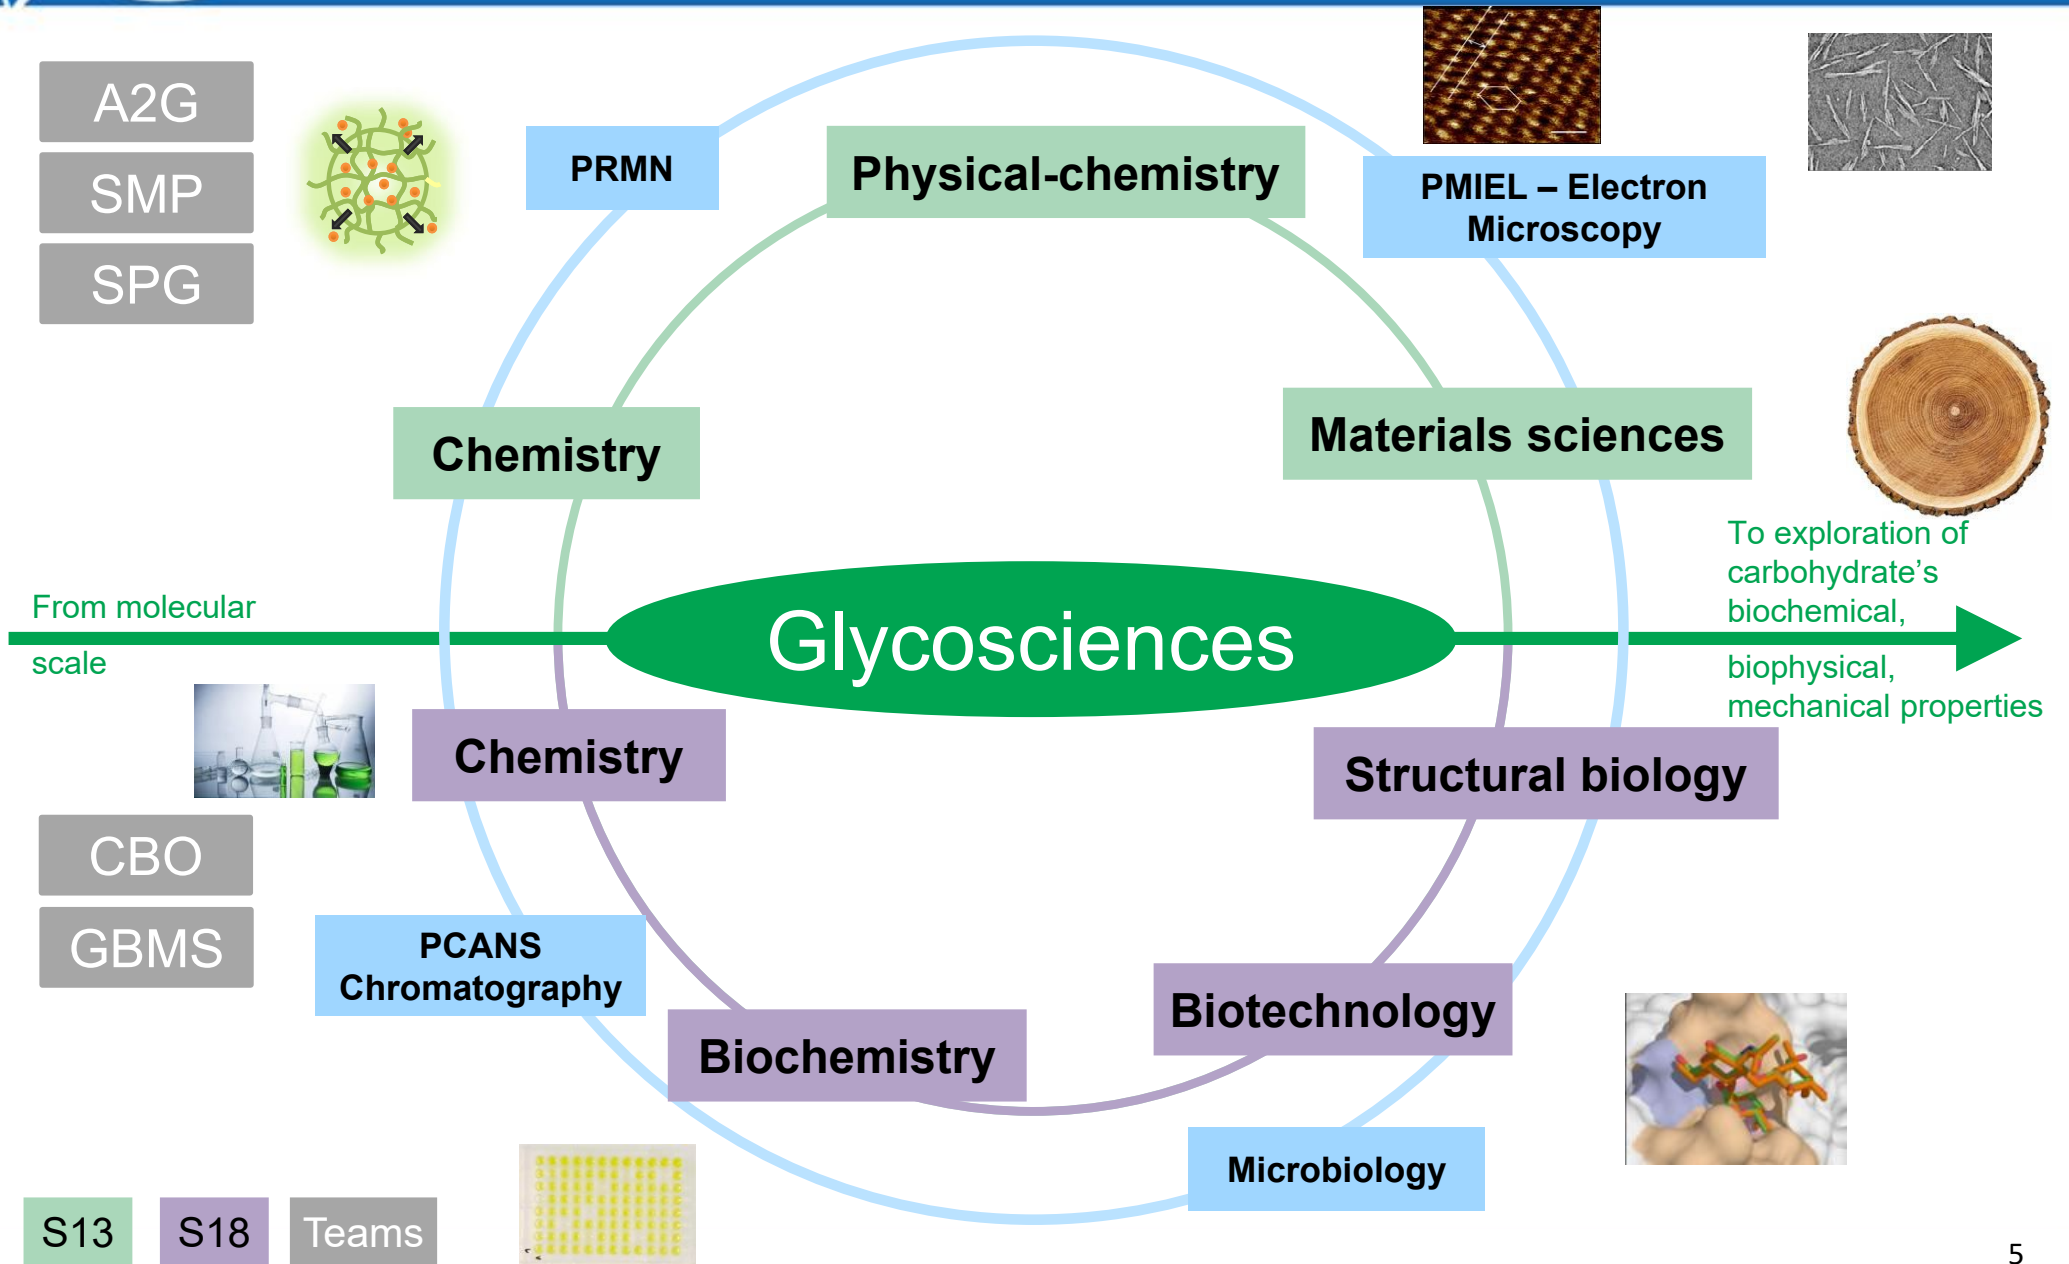 A2G
SMP
SPG
PRMN
Physical-chemistry
PMIEL – Electron
Microscopy
Chemistry
Materials sciences
From molecular
scale
Glycosciences
To exploration of
carbohydrate’s
biochemical,
biophysical,
mechanical properties
Chemistry
Structural biology
CBO
GBMS
PCANS
Chromatography
Biochemistry
Biotechnology
Microbiology
S13
S18
Teams
5